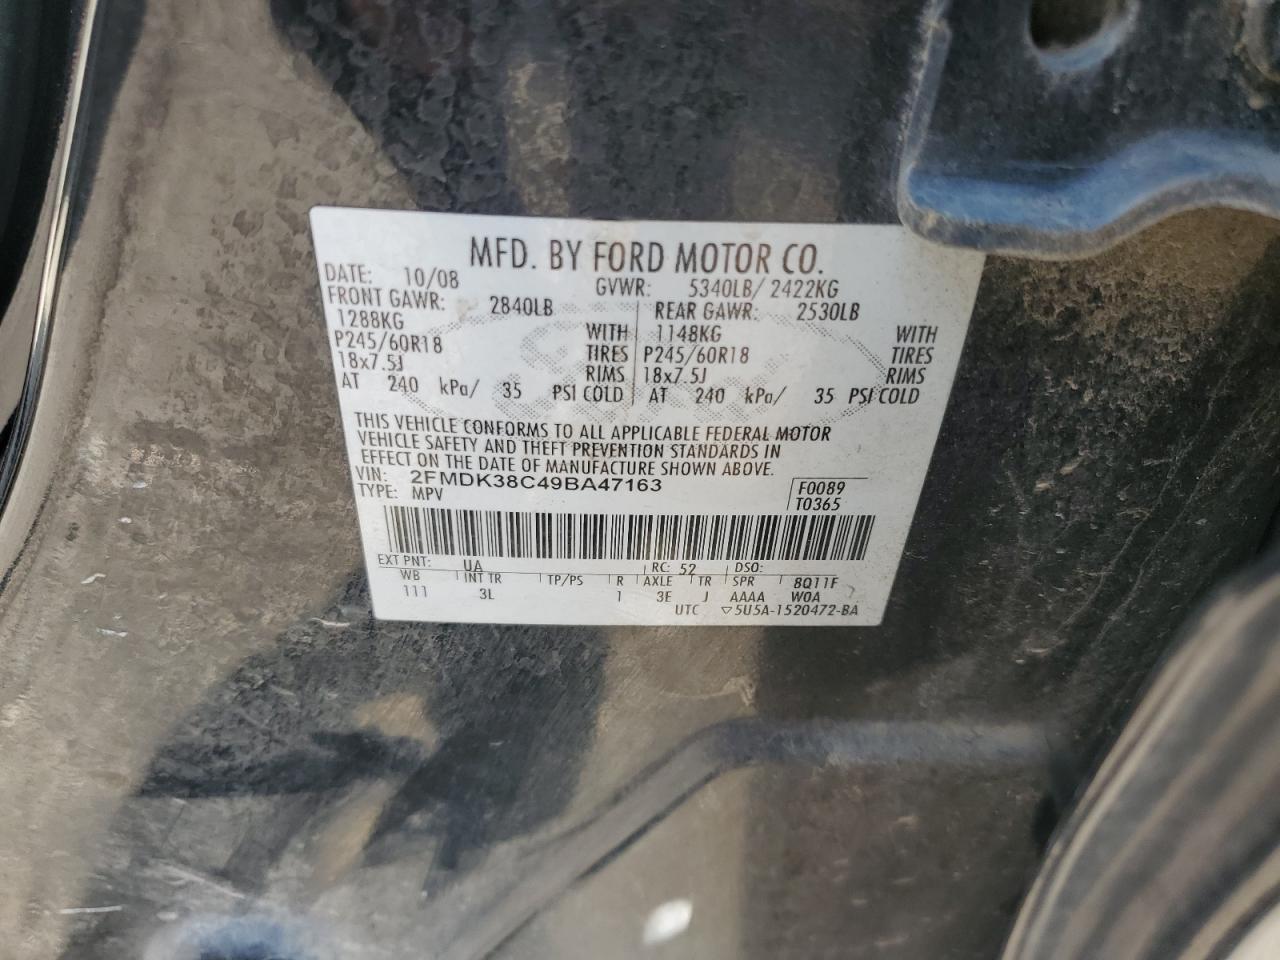 MFD. BY FORD MOTOR CO.
DATE: 10/08 GVWR: 5340LB/ 2422KG
FRONT GAWR: 2840LB REAR GAWR: 2530LB
1288KG WITH 1148KG WITH
P245/60R18 TIRES P245/60R18 TIRES
18x7.5J RIMS 18x7.5J RIMS
AT 240 kPa/ 35 PSI COLD AT 240 kPa/ 35 PSI COLD
THIS VEHICLE CONFORMS TO ALL APPLICABLE FEDERAL MOTOR
VEHICLE SAFETY AND THEFT PREVENTION STANDARDS IN
EFFECT ON THE DATE OF MANUFACTURE SHOWN ABOVE.
VIN: 2FMDK38C49BA47163 F0089
TYPE: MPV T0365
EXT PNT: UA RC: 52 DSO:
WB INT TR TP/PS R AXLE TR SPR 8Q11F
111 3L 1 3E J AAAA W0A
UTC ▽5U5A-1520472-BA